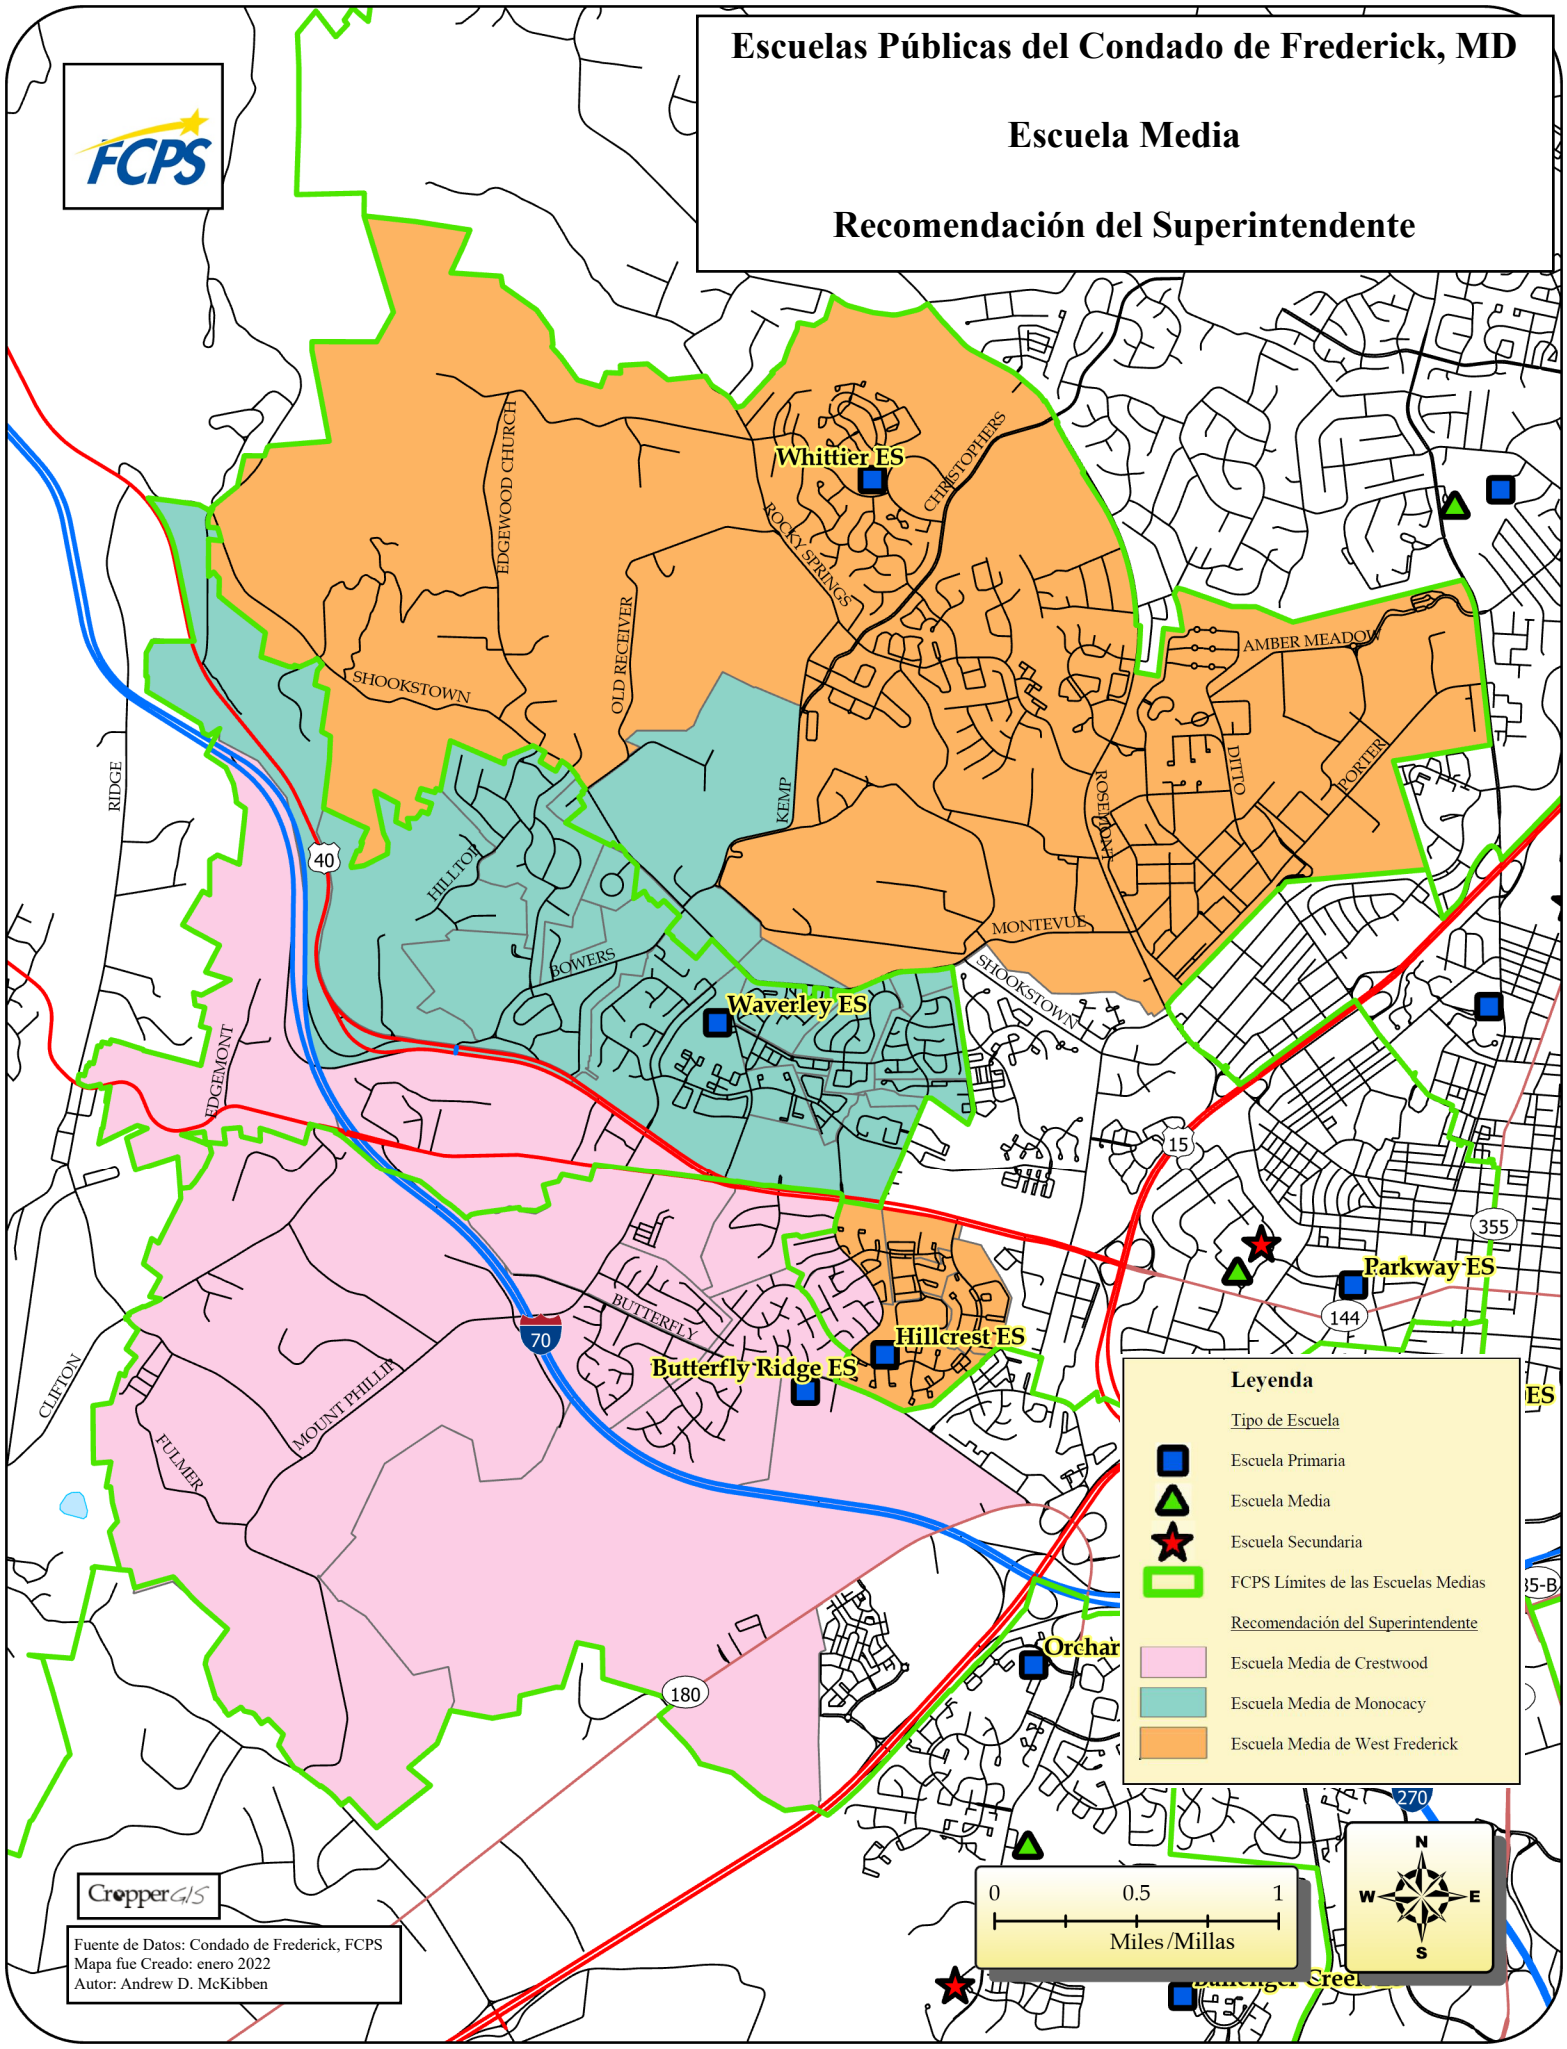 Escuelas Públicas del Condado de Frederick, MD
Escuela Media
Recomendación del Superintendente
FCPS
Whittier ES
CHRISTOPHERS
EDGEWOOD CHURCH
ROCKY SPRINGS
OLD RECEIVER
SHOOKSTOWN
AMBER MEADOW
DITTO
PORTER
ROSEMONT
KEMP
RIDGE
40
HILLTOP
BOWERS
MONTEVUE
SHOOKSTOWN
Waverley ES
EDGEMONT
15
355
Parkway ES
144
BUTTERFLY
70
Hillcrest ES
Butterfly Ridge ES
CLIFTON
MOUNT PHILLIP
FULMER
ES
Leyenda
Tipo de Escuela
Escuela Primaria
Escuela Media
Escuela Secundaria
FCPS Límites de las Escuelas Medias
Recomendación del Superintendente
Escuela Media de Crestwood
Escuela Media de Monocacy
Escuela Media de West Frederick
35-B
Orchar
180
270
0 0.5 1
Miles/Millas
N
W E
S
CropperGIS
Fuente de Datos: Condado de Frederick, FCPS
Mapa fue Creado: enero 2022
Autor: Andrew D. McKibben